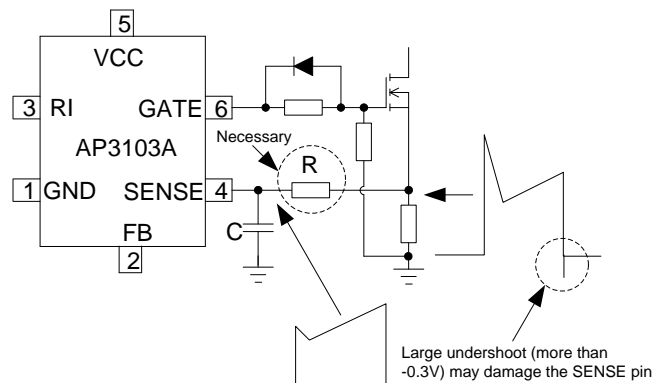 5
VCC
3 RI GATE 6
Necessary
AP3103A
R
1 GND SENSE 4
C
FB
2
Large undershoot (more than
-0.3V) may damage the SENSE pin